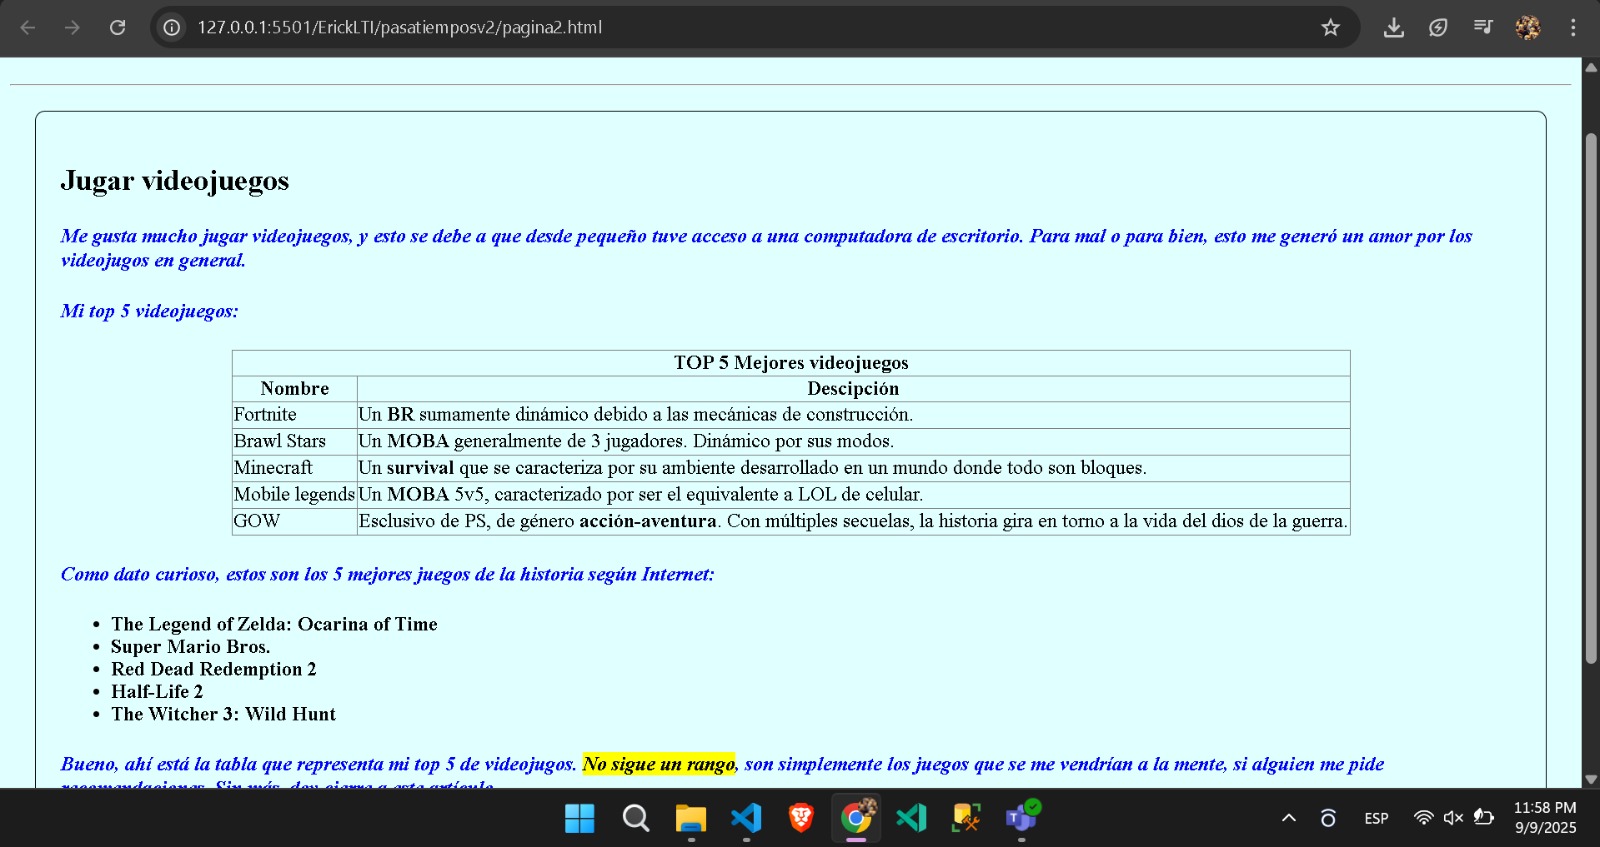 127.0.0.1:5501/ErickLTI/pasatiemposv2/pagina2.html
Jugar videojuegos
Me gusta mucho jugar videojuegos, y esto se debe a que desde pequeño tuve acceso a una computadora de escritorio. Para mal o para bien, esto me generó un amor por los
videojugos en general.
Mi top 5 videojuegos:
TOP 5 Mejores videojuegos
Nombre Descipción
Fortnite Un BR sumamente dinámico debido a las mecánicas de construcción.
Brawl Stars Un MOBA generalmente de 3 jugadores. Dinámico por sus modos.
Minecraft Un survival que se caracteriza por su ambiente desarrollado en un mundo donde todo son bloques.
Mobile legends Un MOBA 5v5, caracterizado por ser el equivalente a LOL de celular.
GOW Esclusivo de PS, de género acción-aventura. Con múltiples secuelas, la historia gira en torno a la vida del dios de la guerra.
Como dato curioso, estos son los 5 mejores juegos de la historia según Internet:
• The Legend of Zelda: Ocarina of Time
• Super Mario Bros.
• Red Dead Redemption 2
• Half-Life 2
• The Witcher 3: Wild Hunt
Bueno, ahí está la tabla que representa mi top 5 de videojugos. No sigue un rango, son simplemente los juegos que se me vendrían a la mente, si alguien me pide
recomendaciones. Sin más, doy cierre a este artículo.
ESP
11:58 PM
9/9/2025